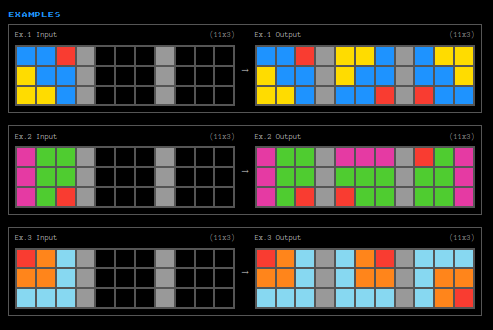 EXAMPLES
Ex.1 Input (11x3) Ex.1 Output (11x3)
→
Ex.2 Input (11x3) Ex.2 Output (11x3)
→
Ex.3 Input (11x3) Ex.3 Output (11x3)
→